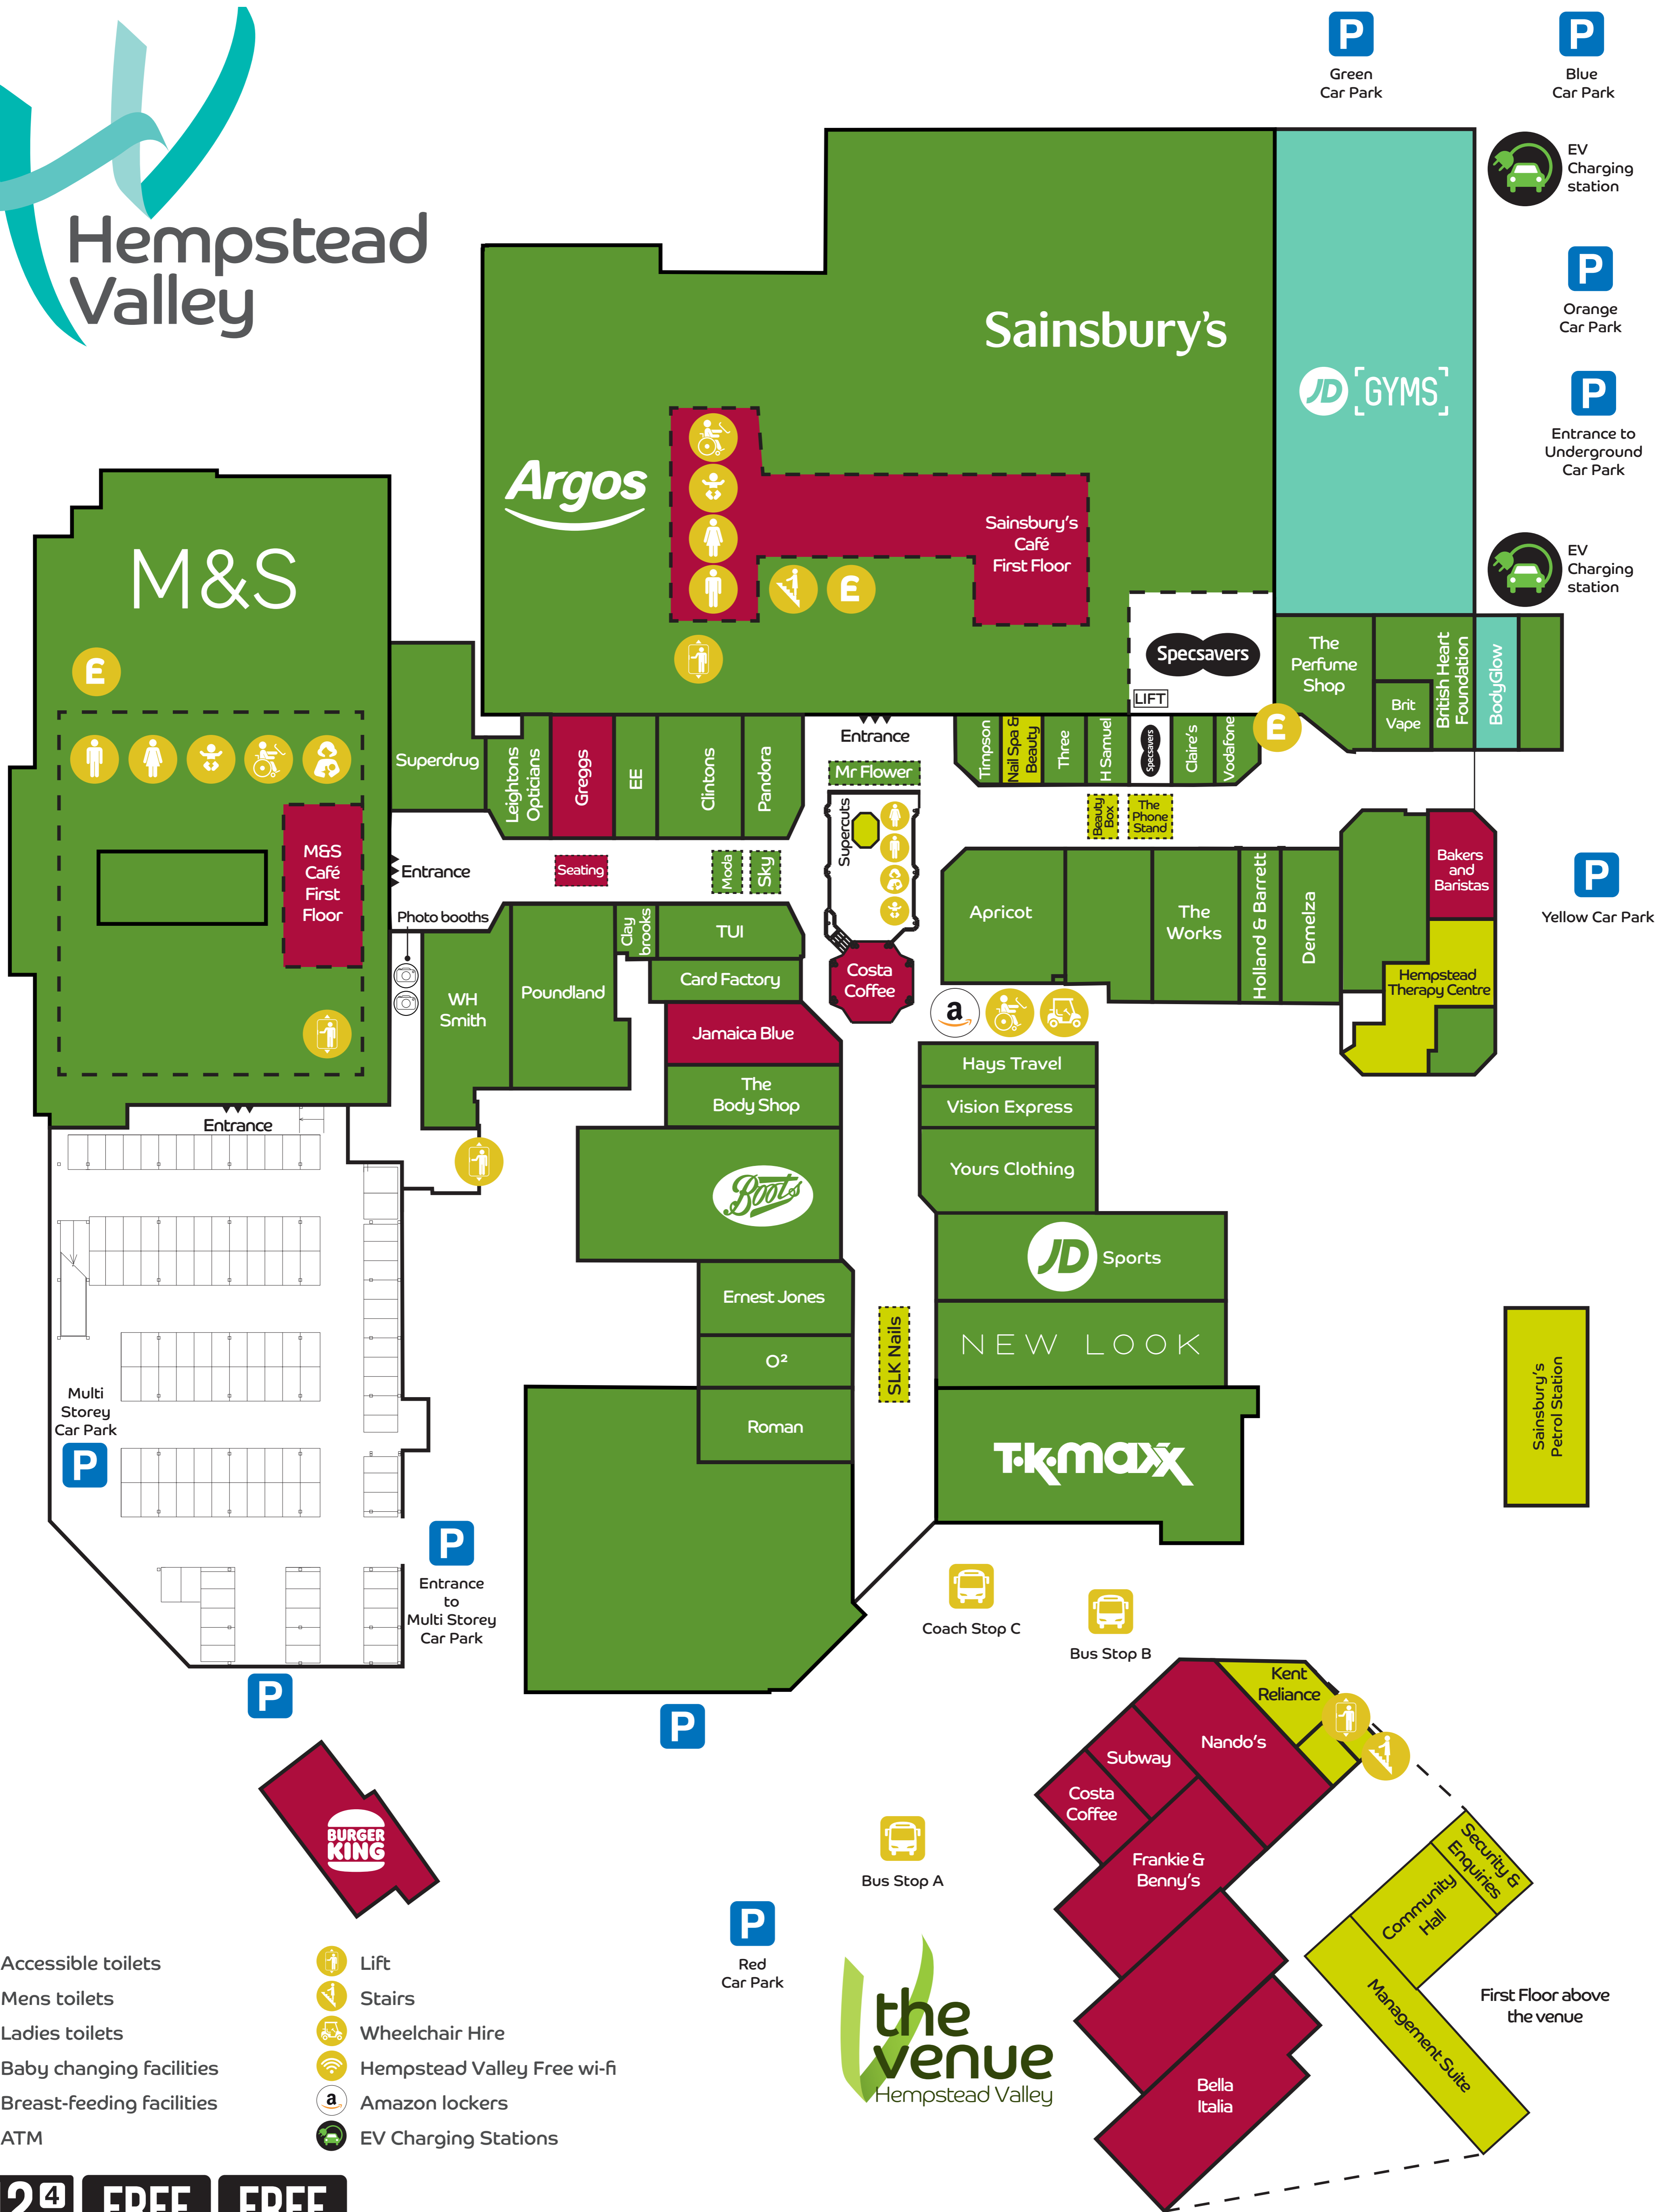 P
Green
Car Park
P
Blue
Car Park
Hempstead
Valley
EV
Charging
station
P
Orange
Car Park
Sainsbury's
JD [GYMS]
P
Entrance to
Underground
Car Park
Argos
Sainsbury's
Café
First Floor
£
EV
Charging
station
M&S
£
Specsavers
LIFT
The
Perfume
Shop
Brit
Vape
British Heart
Foundation
BodyGlow
Superdrug
Leightons
Opticians
Greggs
EE
Clintons
Pandora
Entrance
Mr Flower
Timpson
Nail Spa &
Beauty
Three
H Samuel
Specsavers
Claire's
Vodafone
£
Supercuts
Beauty
Box
The
Phone
Stand
M&S
Café
First
Floor
Entrance
Seating
Moda
Sky
Photo booths
WH
Smith
Poundland
Clay
brooks
TUI
Card Factory
Costa
Coffee
Apricot
The
Works
Holland & Barrett
Demelza
Bakers
and
Baristas
Hempstead
Therapy Centre
P
Yellow Car Park
a
Jamaica Blue
The
Body Shop
Hays Travel
Vision Express
Yours Clothing
Entrance
Boots
JD Sports
Ernest Jones
O²
Roman
SLK Nails
NEW LOOK
T·K·maxx
Sainsbury's
Petrol Station
Multi
Storey
Car Park
P
P
Entrance
to
Multi Storey
Car Park
Coach Stop C
Bus Stop B
P
P
Kent
Reliance
Nando's
Subway
Costa
Coffee
Frankie &
Benny's
Bella
Italia
BURGER
KING
Bus Stop A
P
Red
Car Park
Security &
Enquiries
Community
Hall
Management Suite
First Floor above
the venue
the
venue
Hempstead Valley
Accessible toilets
Mens toilets
Ladies toilets
Baby changing facilities
Breast-feeding facilities
ATM
Lift
Stairs
Wheelchair Hire
Hempstead Valley Free wi-fi
a Amazon lockers
EV Charging Stations
24
FREE
FREE